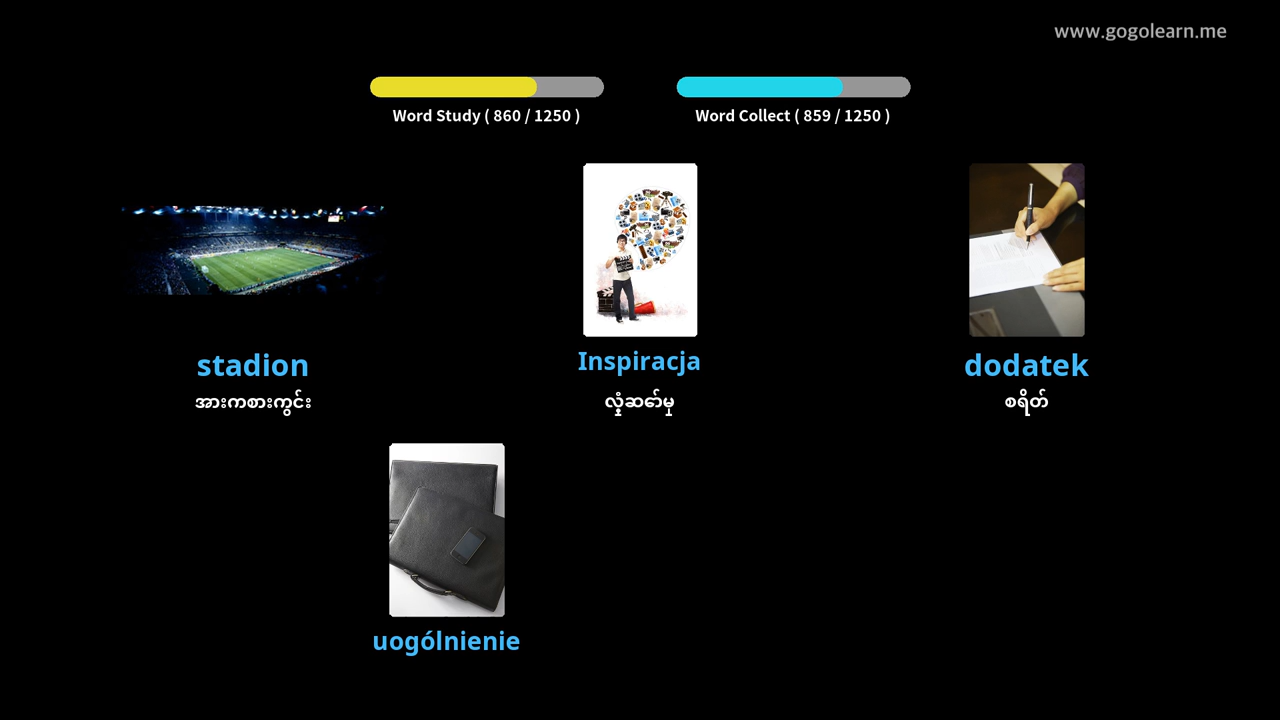 www.gogolearn.me
Word Study ( 860 / 1250 )
Word Collect ( 859 / 1250 )
stadion
Inspiracja
dodatek
အားကစားကွင်း
လှုံ့ဆော်မှု
စရိတ်
uogólnienie